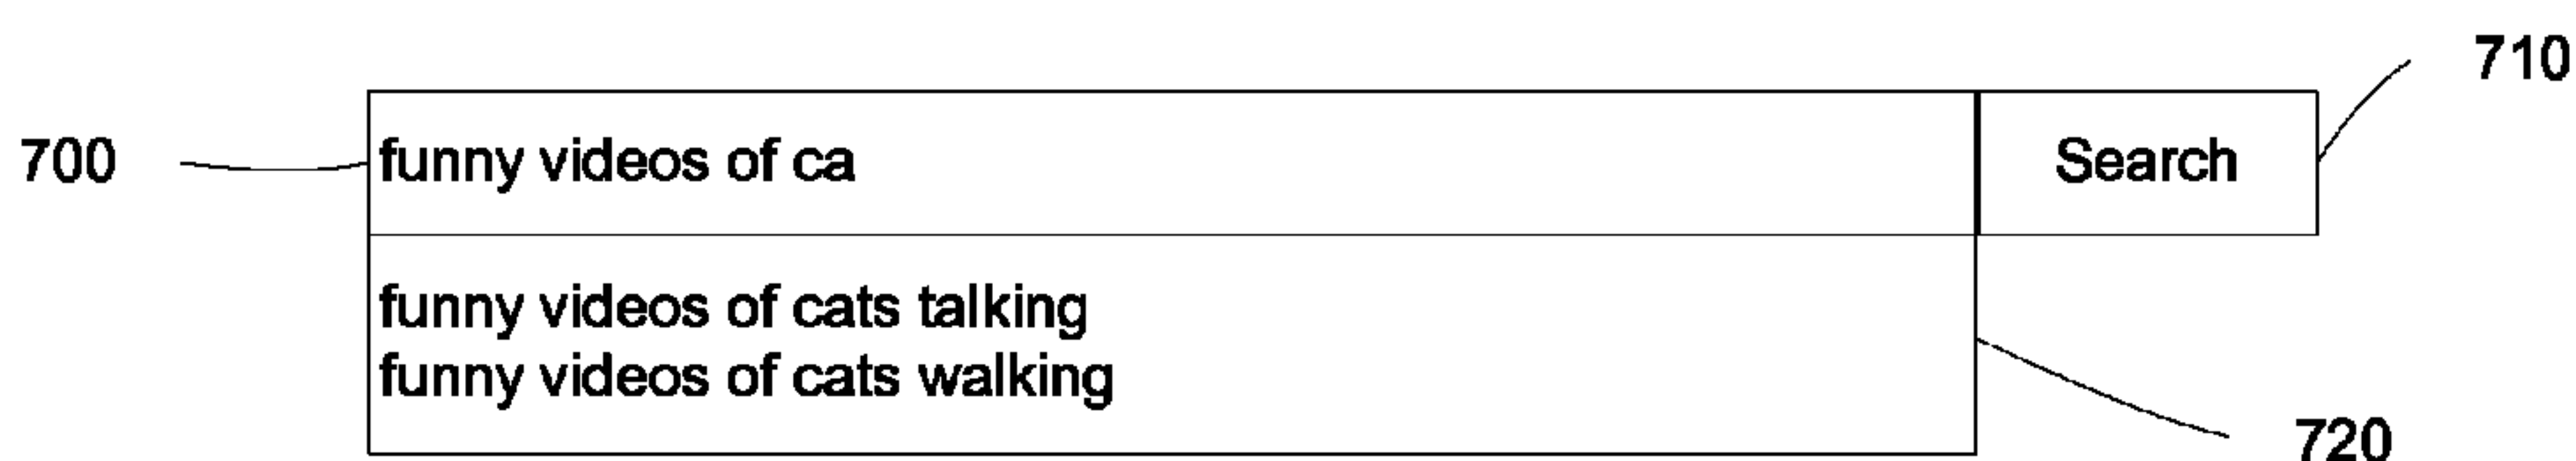 710
700 funny videos of ca Search
funny videos of cats talking
funny videos of cats walking
720